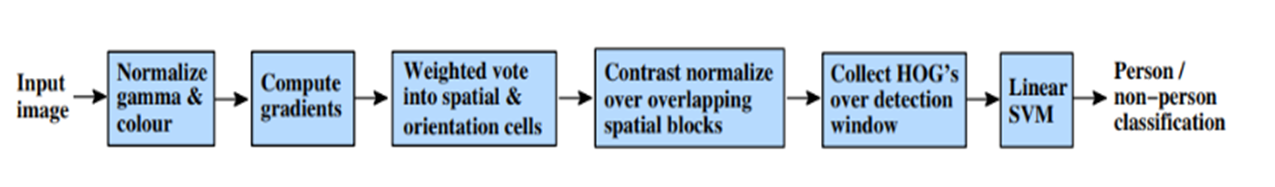 Input
image
Normalize
gamma &
colour
Compute
gradients
Weighted vote
into spatial &
orientation cells
Contrast normalize
over overlapping
spatial blocks
Collect HOG's
over detection
window
Linear
SVM
Person /
non−person
classification